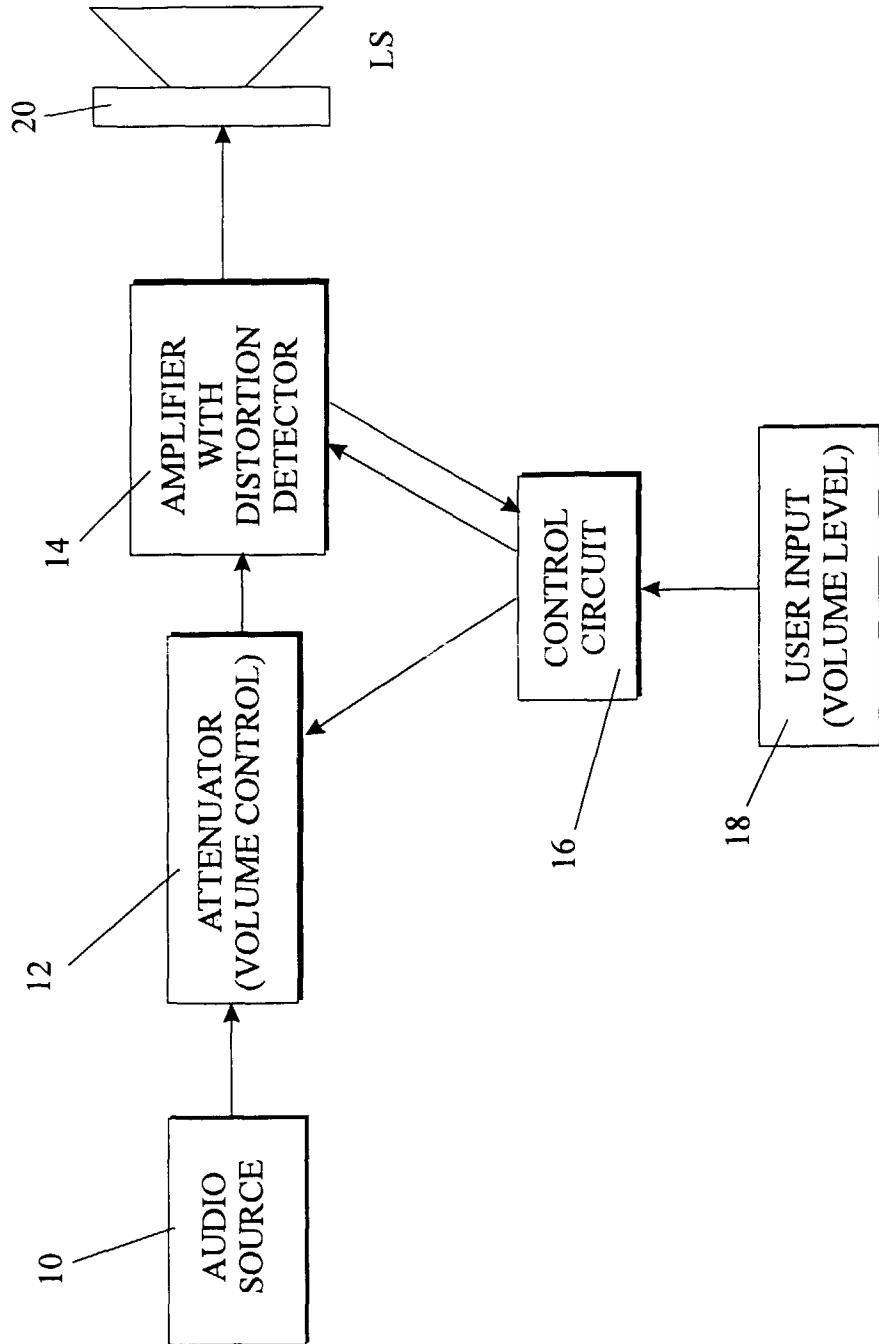 10
AUDIO
SOURCE
12
ATTENUATOR
(VOLUME CONTROL)
14
AMPLIFIER
WITH
DISTORTION
DETECTOR
20
LS
16
CONTROL
CIRCUIT
18
USER INPUT
(VOLUME LEVEL)